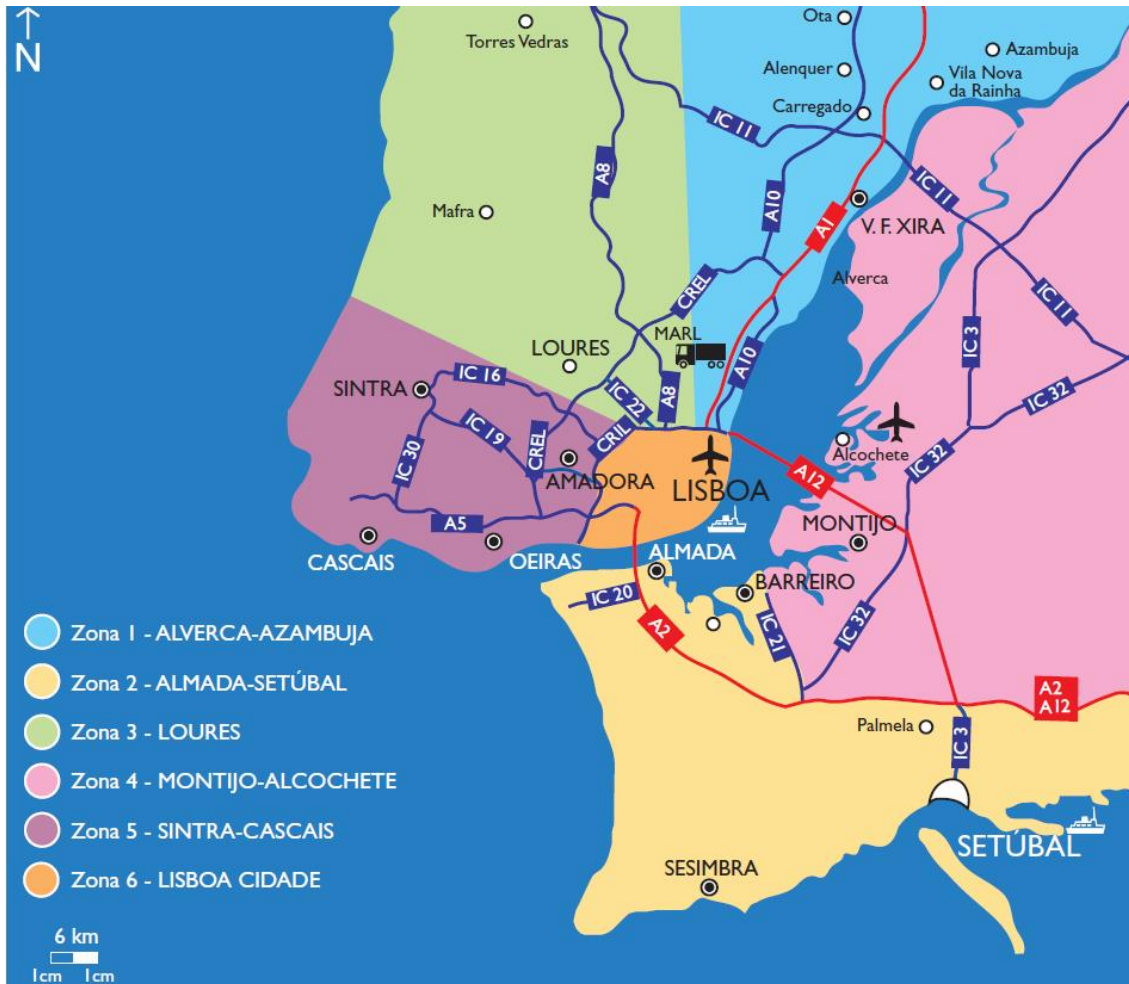 N
Torres Vedras
Ota
Azambuja
Alenquer
Vila Nova
da Rainha
Carregado
IC 11
A8
Mafra
A10
A1
V. F. XIRA
IC 11
Alverca
CREL
IC 11
IC 3
MARL
LOURES
A10
SINTRA
IC 16
IC 22
A8
IC 32
IC 19
CRIL
Alcochete
IC 30
CREL
AMADORA
LISBOA
A12
IC 32
A5
MONTIJO
CASCAIS
OEIRAS
ALMADA
BARREIRO
IC 20
A2
IC 21
IC 32
Zona 1 - ALVERCA-AZAMBUJA
Zona 2 - ALMADA-SETÚBAL
Zona 3 - LOURES
Zona 4 - MONTIJO-ALCOCHETE
Zona 5 - SINTRA-CASCAIS
Zona 6 - LISBOA CIDADE
A2
A12
Palmela
IC 3
SETÚBAL
SESIMBRA
6 km
1cm 1cm